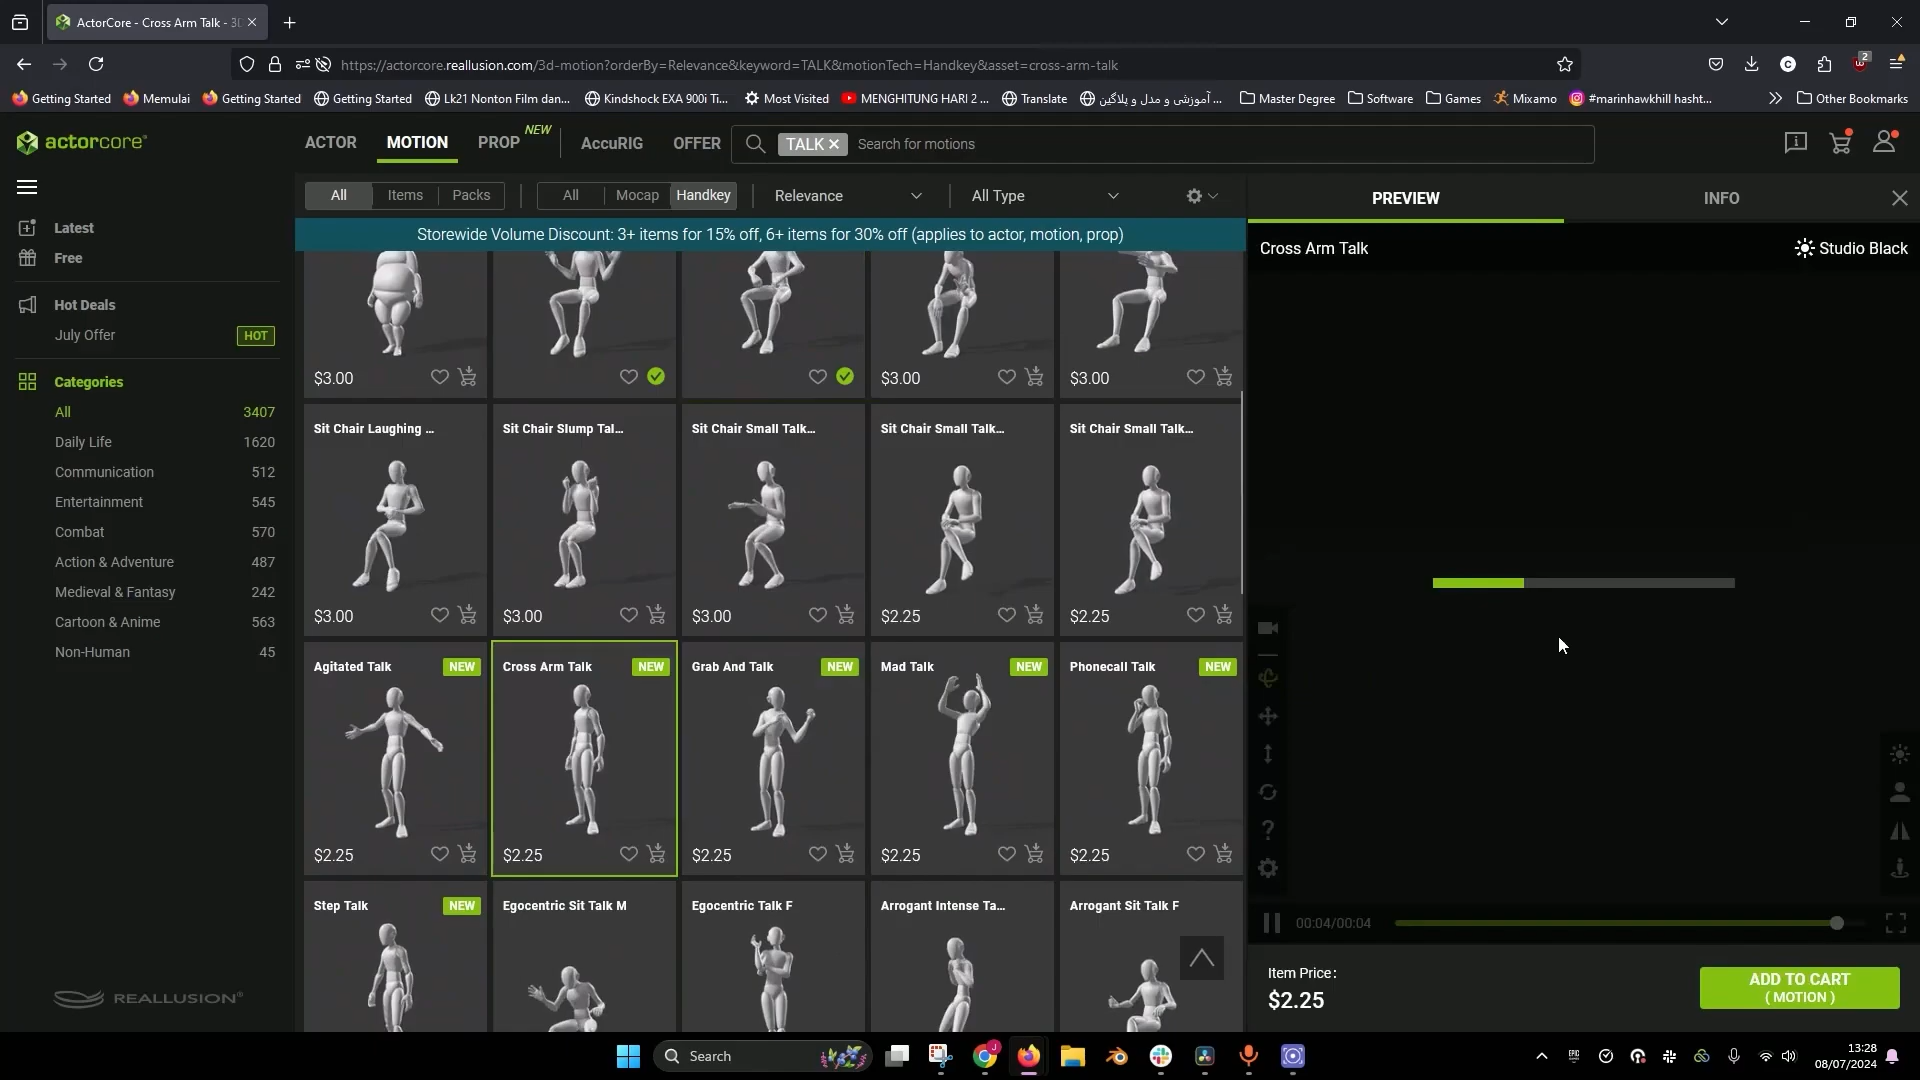 ActorCore - Cross Arm Talk - 3D
https://actorcore.reallusion.com/3d-motion?orderBy=Relevance&keyword=TALK&motionTech=Handkey&asset=cross-arm-talk
2
Getting Started
Memulai
Getting Started
Getting Started
Lk21 Nonton Film dan...
Kindshock EXA 900i Ti...
Most Visited
MENGHITUNG HARI 2 ...
Translate
آموزشی و مدل و پلاگین ...
Master Degree
Software
Games
Mixamo
#marinhawkhill hasht...
Other Bookmarks
actorcore
ACTOR
MOTION
PROP
NEW
AccuRIG
OFFER
TALK
Search for motions
All
Items
Packs
All
Mocap
Handkey
Relevance
All Type
Storewide Volume Discount: 3+ items for 15% off, 6+ items for 30% off (applies to actor, motion, prop)
Latest
Free
Hot Deals
July Offer
HOT
Categories
All 3407
Daily Life 1620
Communication 512
Entertainment 545
Combat 570
Action & Adventure 487
Medieval & Fantasy 242
Cartoon & Anime 563
Non-Human 45
REALLUSION
$3.00
$3.00
$3.00
Sit Chair Laughing ...
Sit Chair Slump Tal...
Sit Chair Small Talk...
Sit Chair Small Talk...
Sit Chair Small Talk...
$3.00
$3.00
$3.00
$2.25
$2.25
Agitated Talk NEW
Cross Arm Talk NEW
Grab And Talk NEW
Mad Talk NEW
Phonecall Talk NEW
$2.25
$2.25
$2.25
$2.25
$2.25
Step Talk NEW
Egocentric Sit Talk M
Egocentric Talk F
Arrogant Intense Ta...
Arrogant Sit Talk F
PREVIEW
INFO
Cross Arm Talk
Studio Black
00:04/00:04
Item Price:
$2.25
ADD TO CART
( MOTION )
Search
13:28
08/07/2024